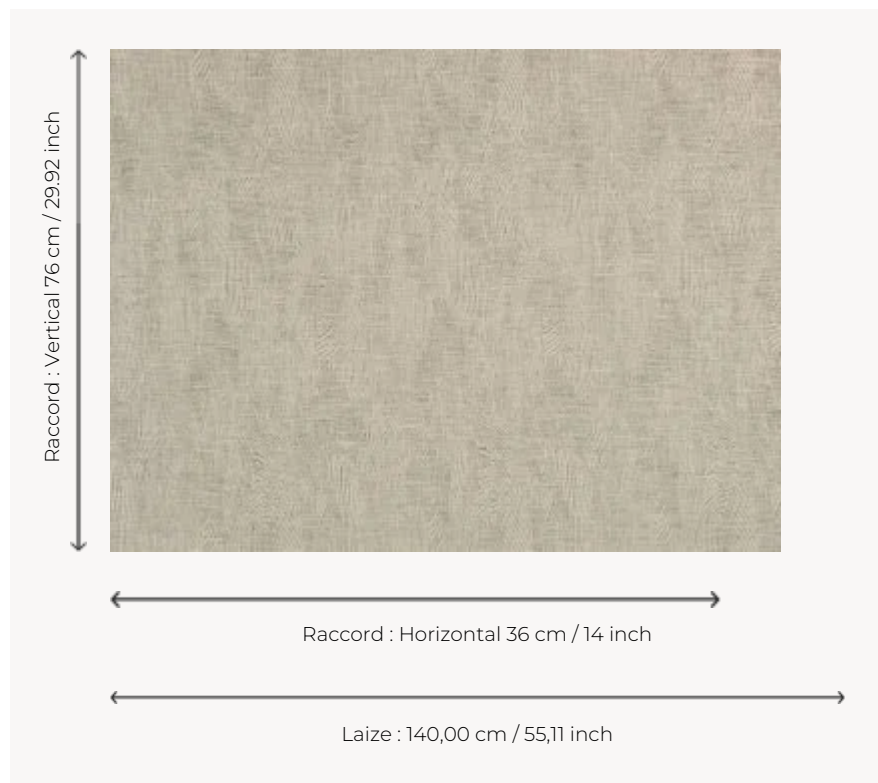 Raccord : Vertical 76 cm / 29.92 inch
Raccord : Horizontal 36 cm / 14 inch
Laize : 140,00 cm / 55,11 inch